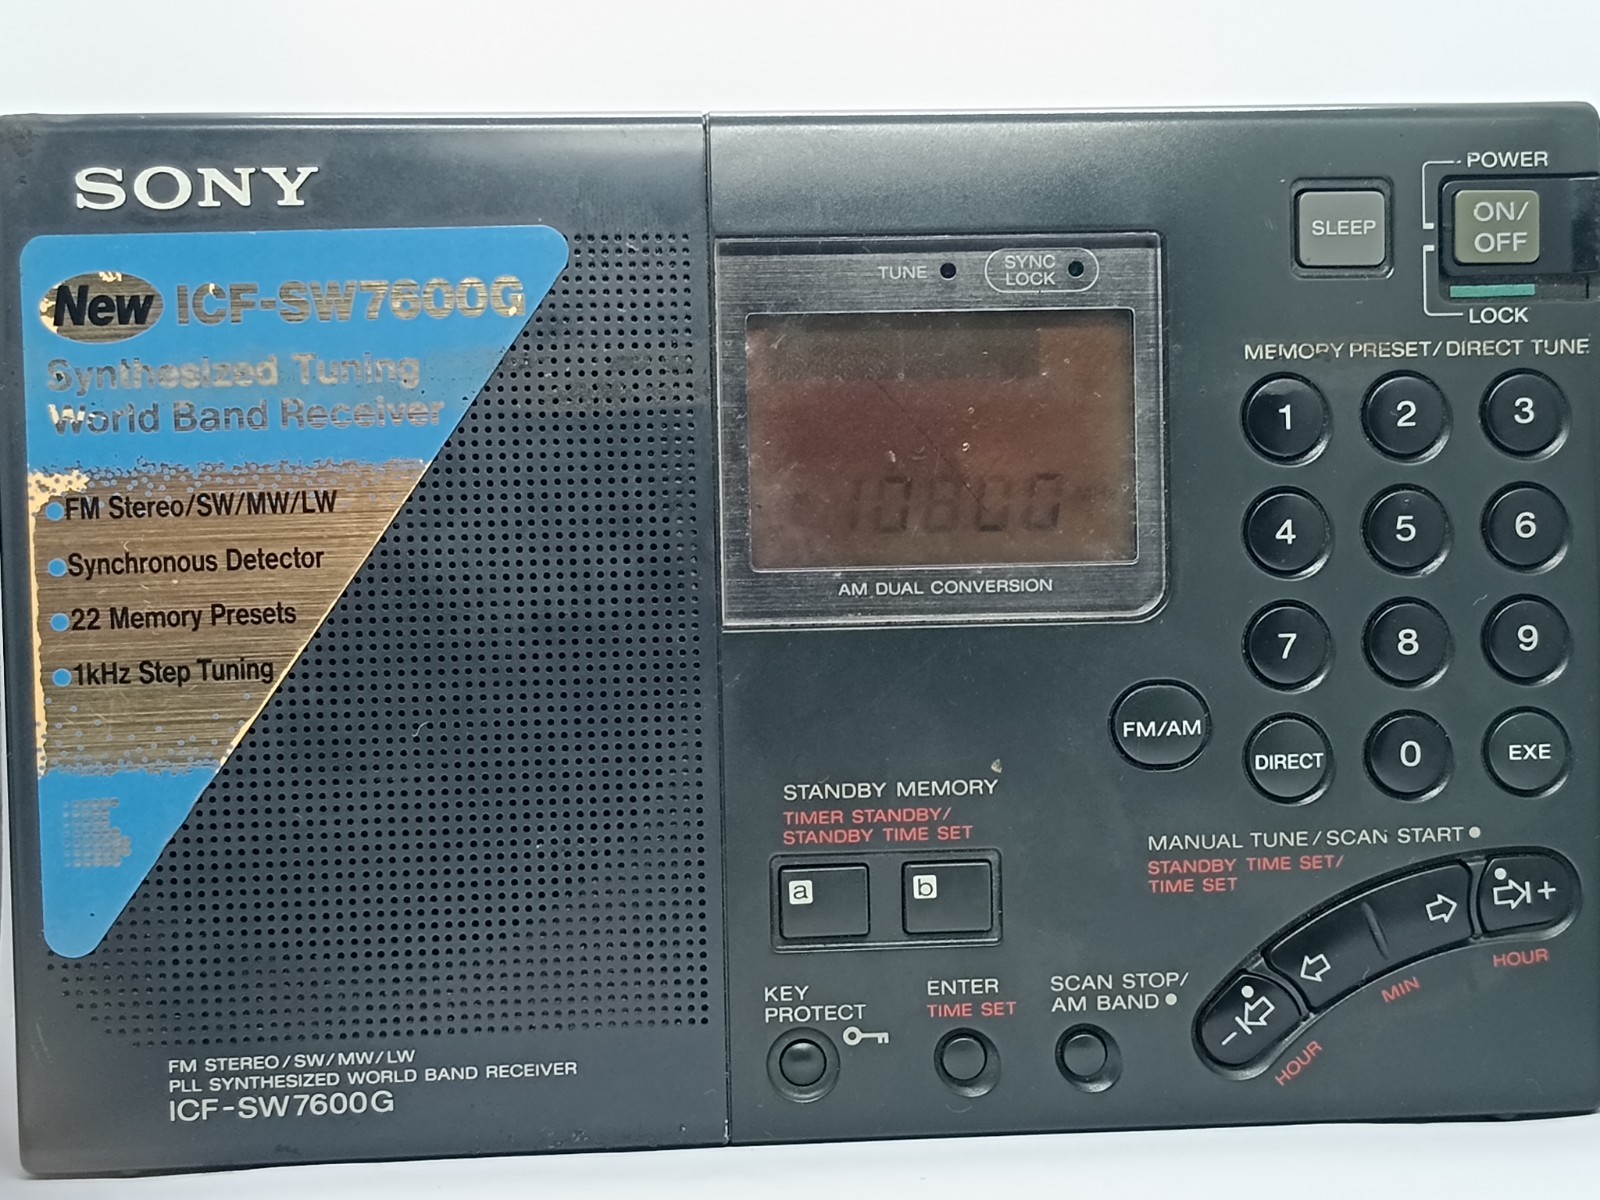 SONY
New ICF-SW7600G
Synthesized Tuning
World Band Receiver
FM Stereo/SW/MW/LW
Synchronous Detector
22 Memory Presets
1kHz Step Tuning
FM STEREO/SW/MW/LW
PLL SYNTHESIZED WORLD BAND RECEIVER
ICF-SW7600G
TUNE
SYNC
LOCK
AM DUAL CONVERSION
SLEEP
POWER
ON/
OFF
LOCK
MEMORY PRESET/DIRECT TUNE
1 2 3
4 5 6
7 8 9
FM/AM
DIRECT 0 EXE
STANDBY MEMORY
TIMER STANDBY/
STANDBY TIME SET
a b
MANUAL TUNE/SCAN START
STANDBY TIME SET/
TIME SET
+
HOUR
MIN
-
HOUR
KEY
PROTECT
ENTER
TIME SET
SCAN STOP/
AM BAND